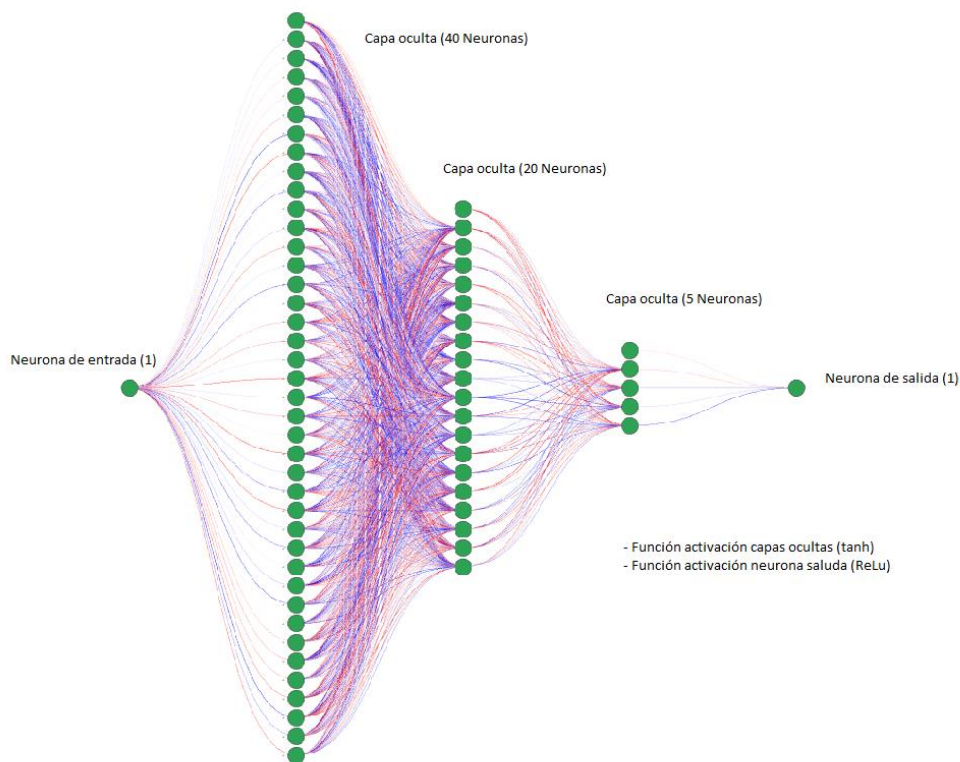 Capa oculta (40 Neuronas)
Capa oculta (20 Neuronas)
Capa oculta (5 Neuronas)
Neurona de entrada (1)
Neurona de salida (1)
- Función activación capas ocultas (tanh)
- Función activación neurona saluda (ReLu)